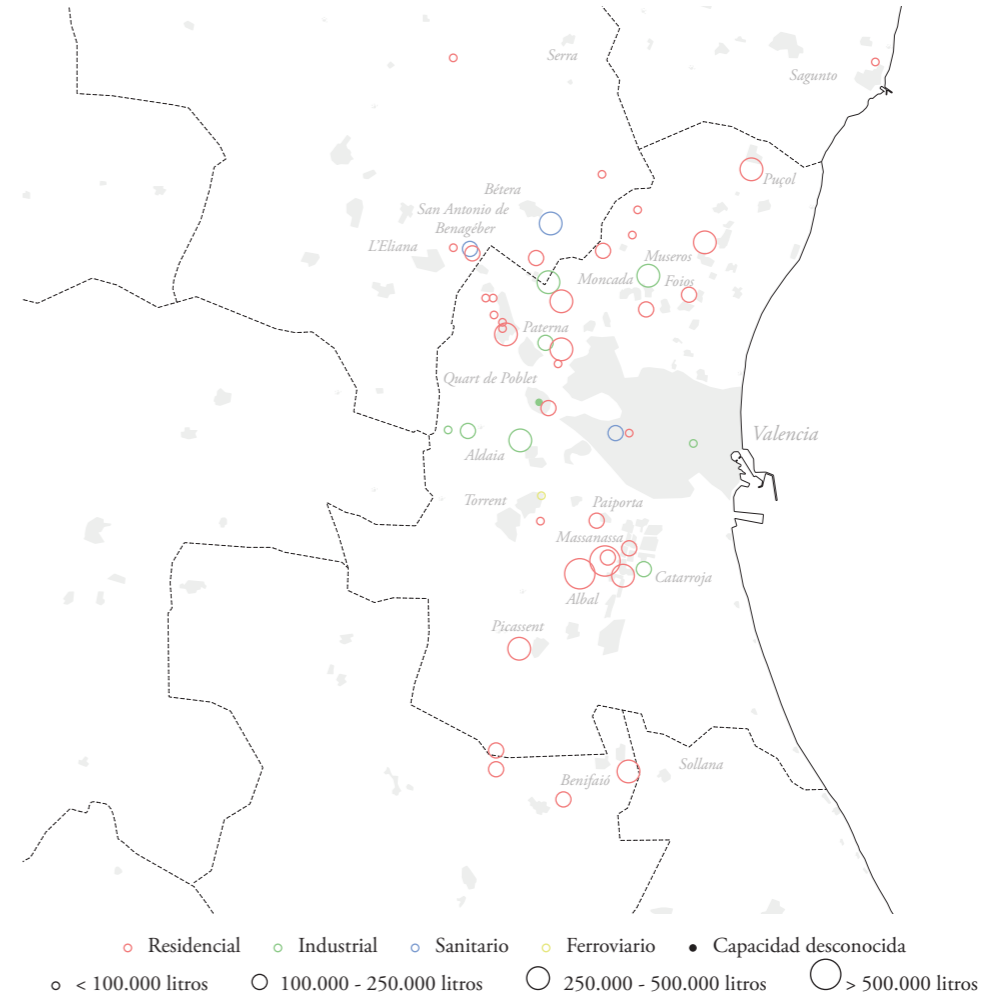 Serra
Sagunto
Puçol
Bétera
San Antonio de
Benagéber
L'Eliana
Museros
Moncada
Foios
Paterna
Quart de Poblet
Valencia
Aldaia
Torrent
Paiporta
Massanassa
Catarroja
Albal
Picassent
Sollana
Benifaió
Residencial Industrial Sanitario Ferroviario Capacidad desconocida
< 100.000 litros 100.000 - 250.000 litros 250.000 - 500.000 litros > 500.000 litros